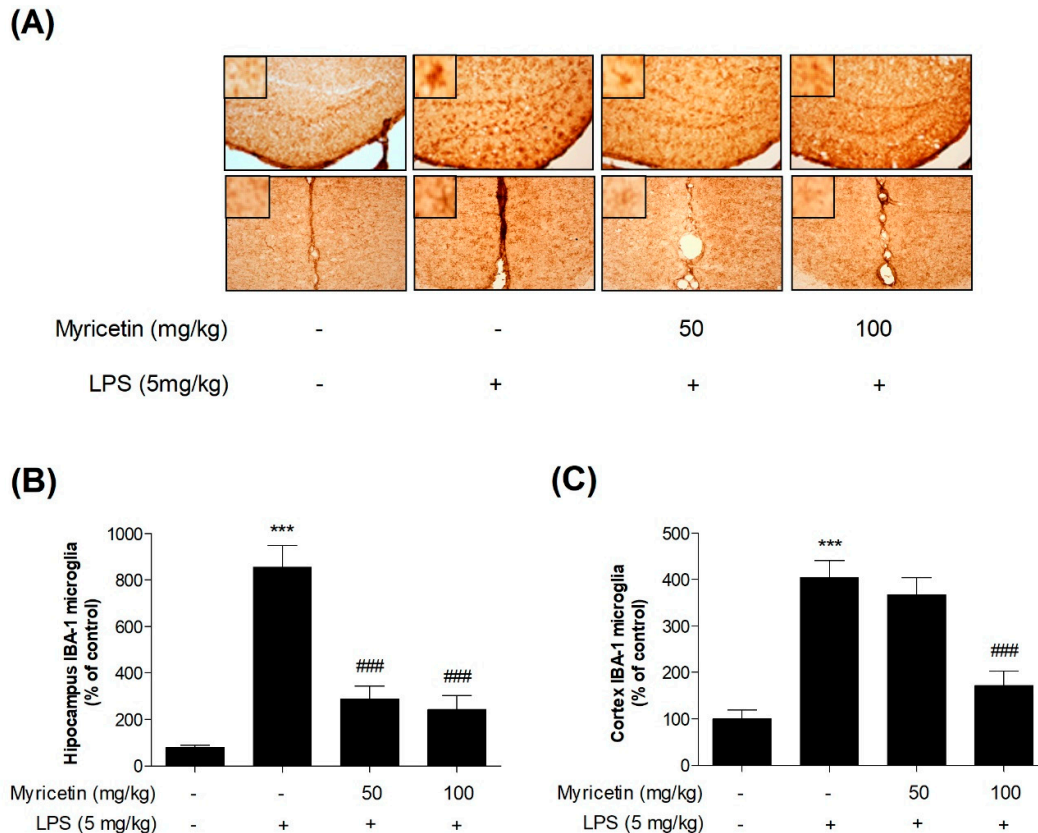 (A)
Myricetin (mg/kg) - - 50 100
LPS (5mg/kg) - + + +
(B)
Hipocampus IBA-1 microglia
(% of control)
1000
800
600
400
200
0
***
###
###
Myricetin (mg/kg) - - 50 100
LPS (5 mg/kg) - + + +
(C)
Cortex IBA-1 microglia
(% of control)
500
400
300
200
100
0
***
###
Myricetin (mg/kg) - - 50 100
LPS (5 mg/kg) - + + +